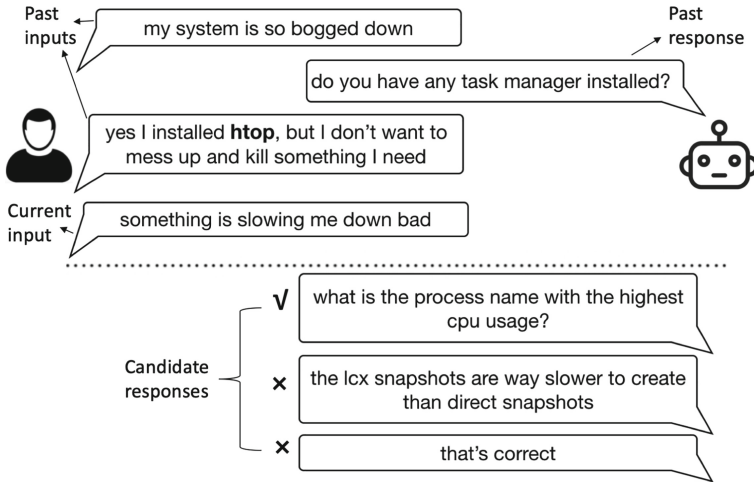 Past
inputs
my system is so bogged down
Past
response
do you have any task manager installed?
yes I installed htop, but I don't want to
mess up and kill something I need
Current
input
something is slowing me down bad
√
what is the process name with the highest
cpu usage?
Candidate
responses
×
the lcx snapshots are way slower to create
than direct snapshots
×
that's correct